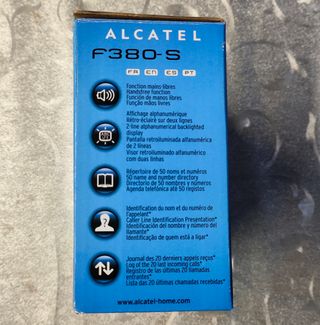 ALCATEL
F380-S
FR EN ES PT
Fonction mains libres
Handsfree function
Función de manos libres
Função mãos livres
Affichage alphanumérique
Rétro-éclairé sur deux lignes
2-line alphanumerical backlighted
display
Pantalla retroiluminada alfanumérica
de 2 líneas
Visor retroiluminado alfanumérico
com duas linhas
Répertoire de 50 noms et numéros
50 name and number directory
Directorio de 50 nombres y números
Agenda telefónica até 50 registos
Identification du nom et du numéro de
l'appelant*
Caller Line Identification Presentation*
Identificación del nombre y número del
llamante*
Identificação de quem está a ligar*
Journal des 20 derniers appels reçus*
Log of the 20 last incoming calls*
Registro de las últimas 20 llamadas
entrantes*
Lista das 20 últimas chamadas recebidas*
www.alcatel-home.com